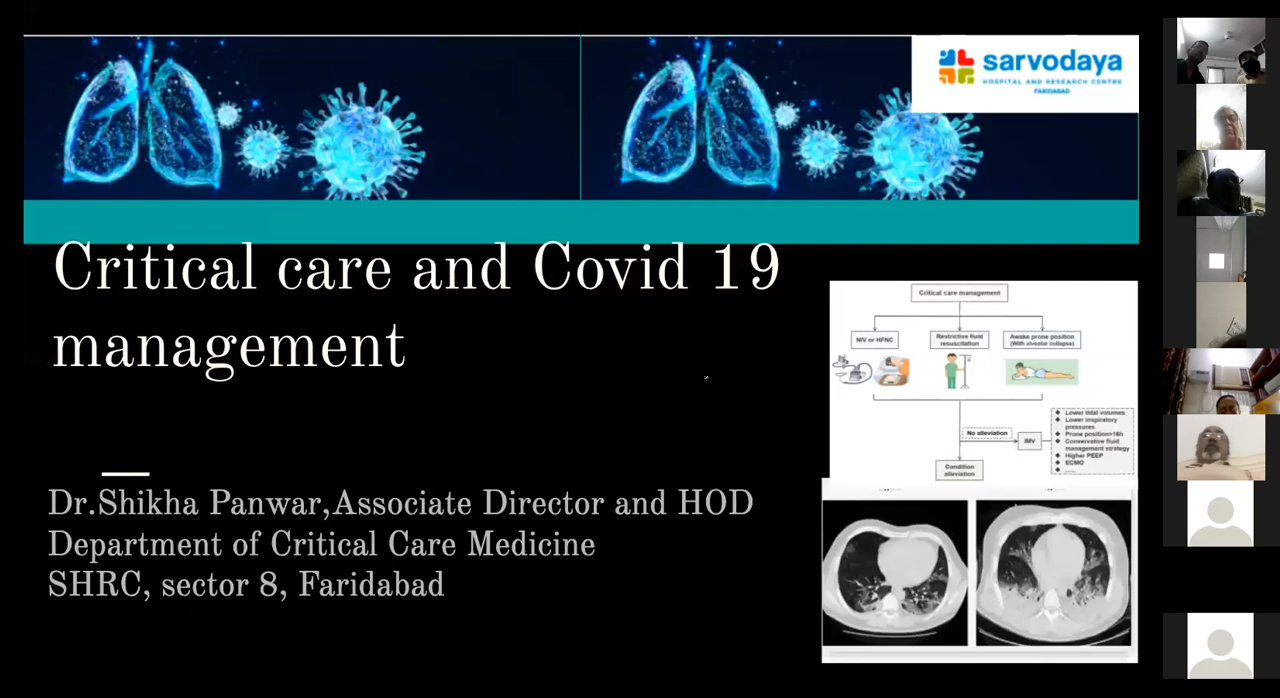 sarvodaya
HOSPITAL AND RESEARCH CENTRE
FARIDABAD
Critical care and Covid 19
management
Dr.Shikha Panwar,Associate Director and HOD
Department of Critical Care Medicine
SHRC, sector 8, Faridabad
Critical care management
NIV or HFNC
Restrictive fluid
resuscitation
Awake prone position
(With alveolar collapse)
No alleviation
IMV
Lower tidal volumes
Lower inspiratory
pressures
Prone position>16h
Conservative fluid
management strategy
Higher PEEP
ECMO
Condition
alleviation